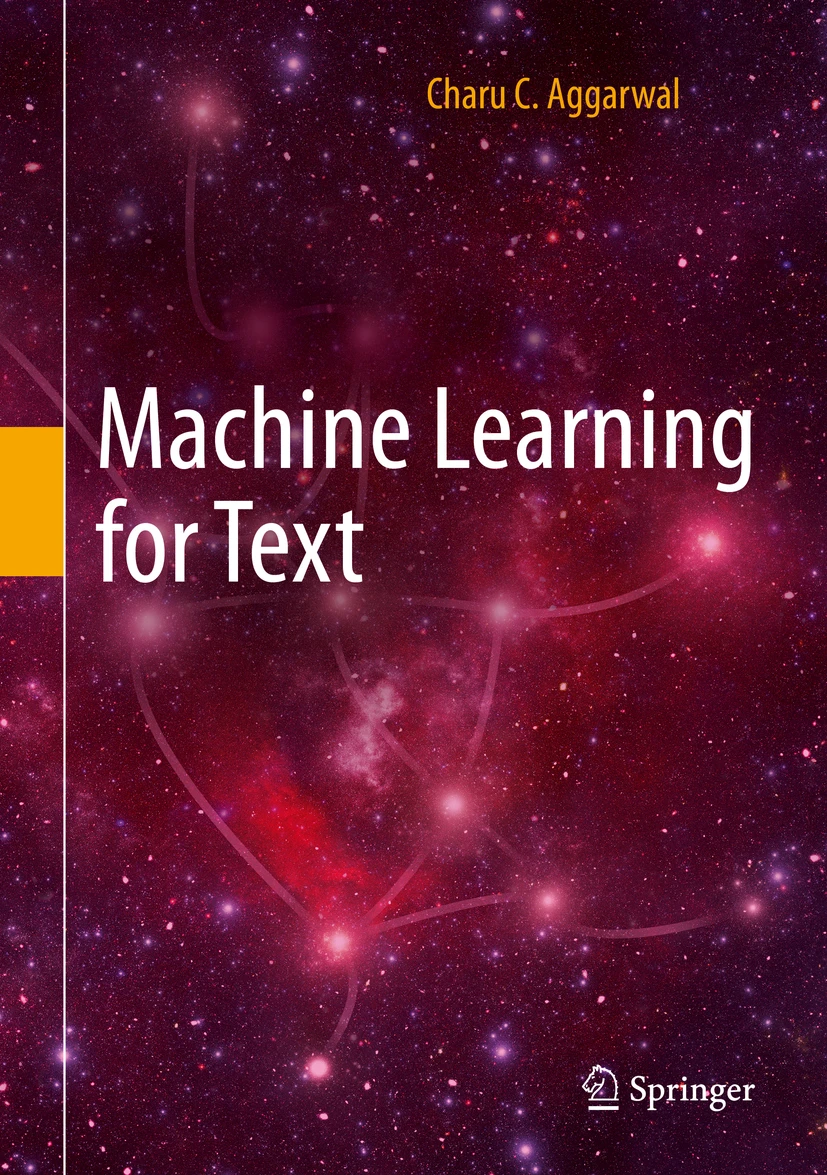 Charu C. Aggarwal
Machine Learning
for Text
Springer